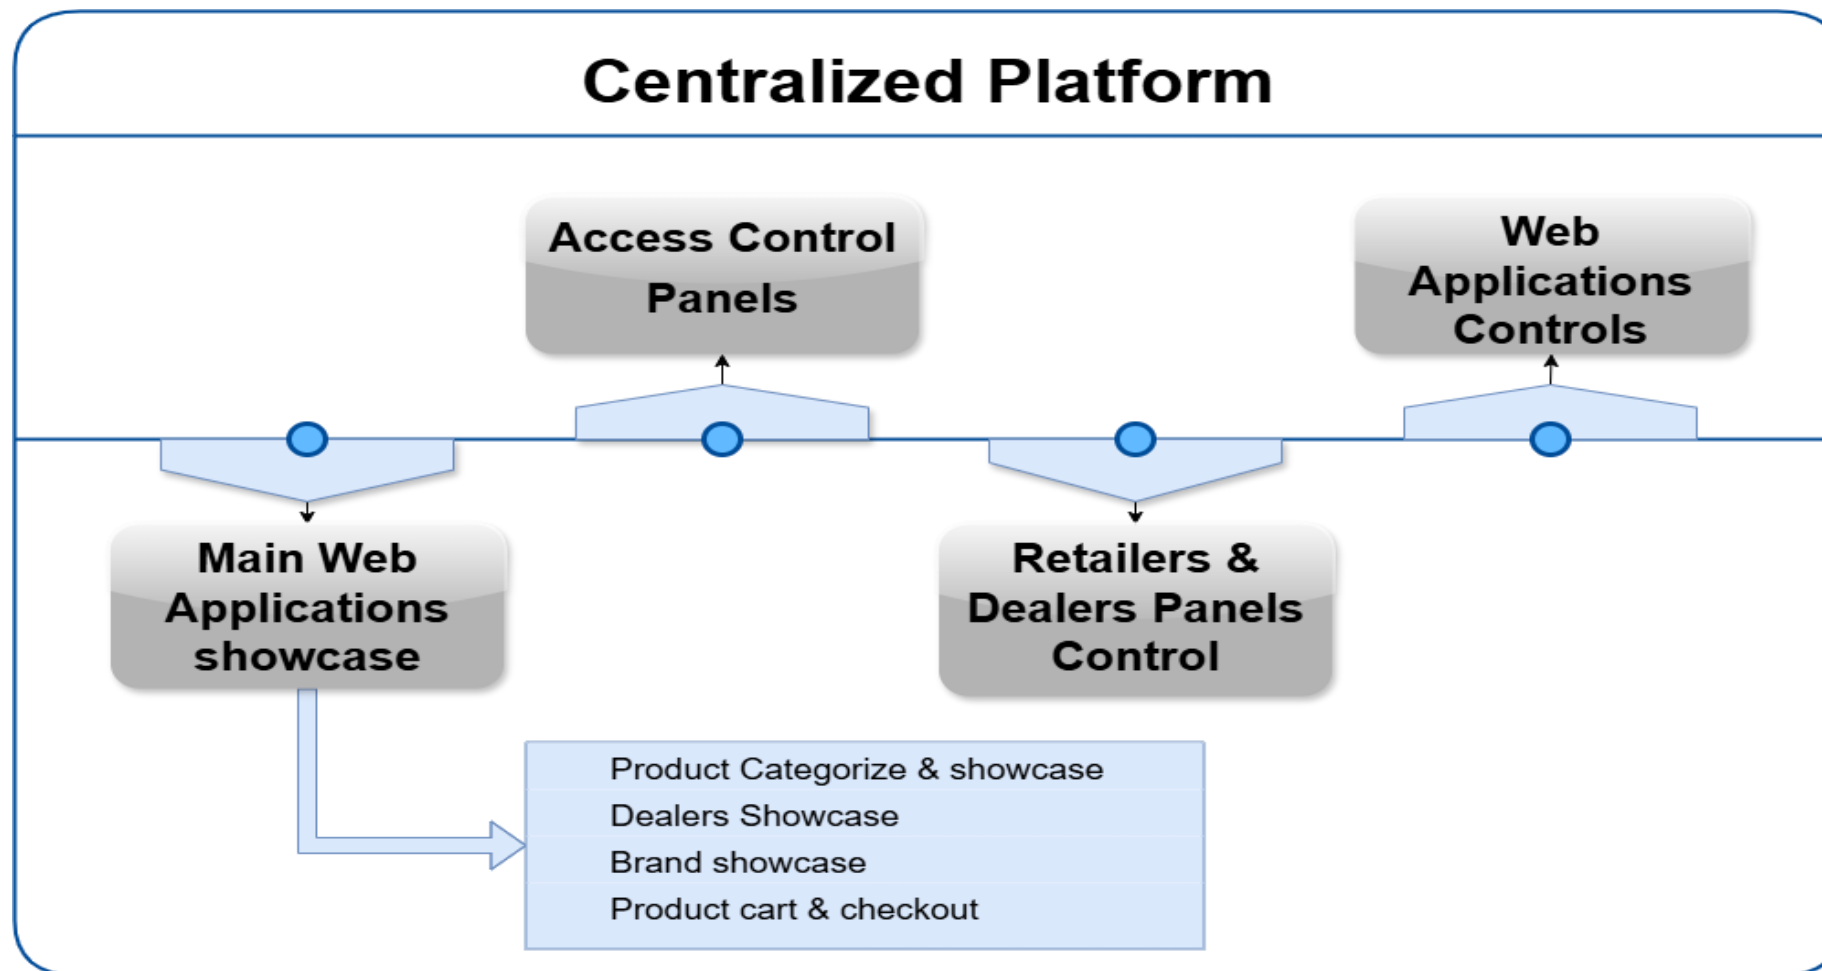 Centralized Platform
Access Control
Panels
Web
Applications
Controls
Main Web
Applications
showcase
Retailers &
Dealers Panels
Control
Product Categorize & showcase
Dealers Showcase
Brand showcase
Product cart & checkout